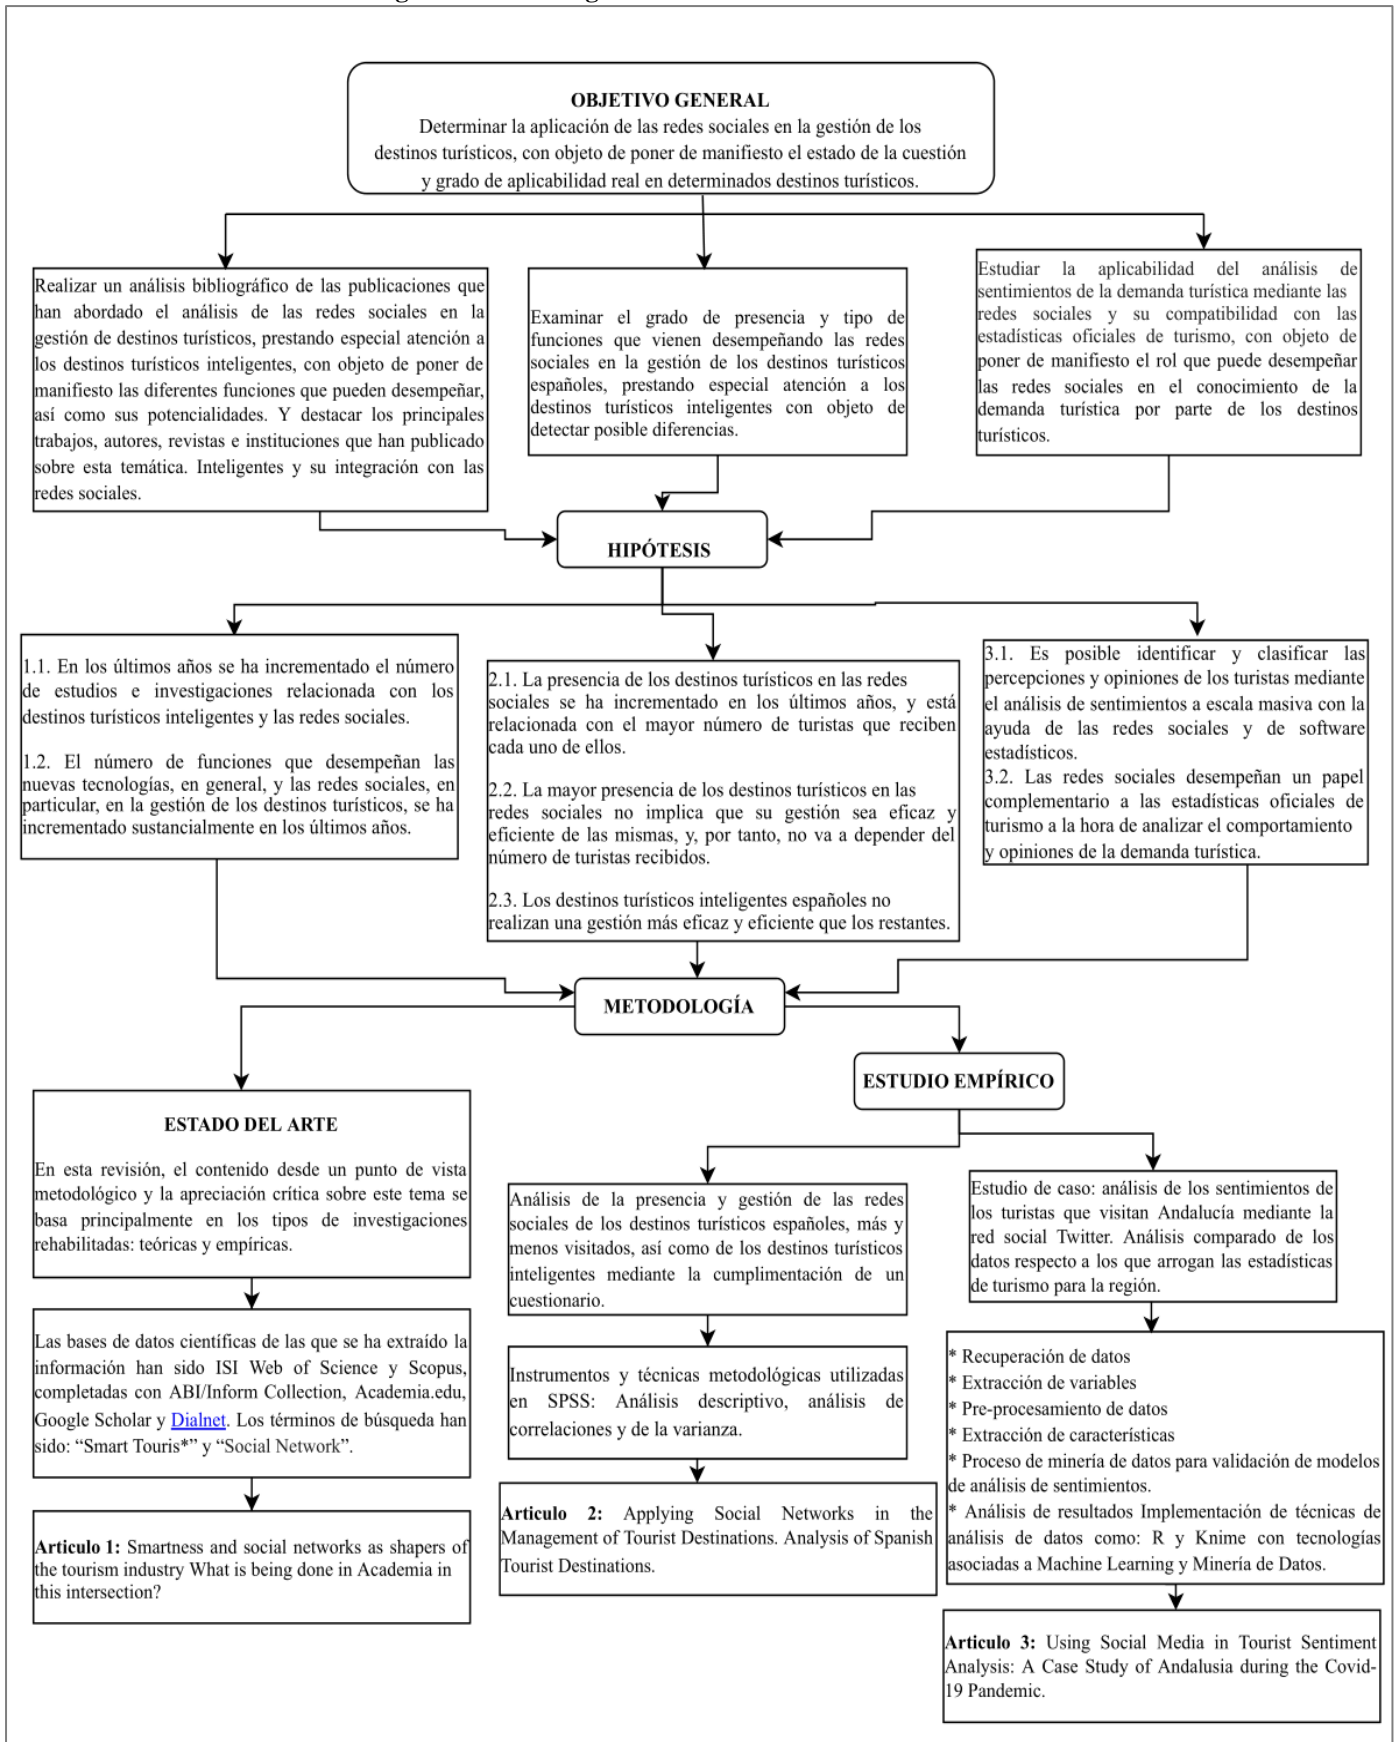 OBJETIVO GENERAL
Determinar la aplicación de las redes sociales en la gestión de los
destinos turísticos, con objeto de poner de manifiesto el estado de la cuestión
y grado de aplicabilidad real en determinados destinos turísticos.
Realizar un análisis bibliográfico de las publicaciones que
han abordado el análisis de las redes sociales en la
gestión de destinos turísticos, prestando especial atención a
los destinos turísticos inteligentes, con objeto de poner de
manifiesto las diferentes funciones que pueden desempeñar,
así como sus potencialidades. Y destacar los principales
trabajos, autores, revistas e instituciones que han publicado
sobre esta temática. Inteligentes y su integración con las
redes sociales.
Examinar el grado de presencia y tipo de
funciones que vienen desempeñando las redes
sociales en la gestión de los destinos turísticos
españoles, prestando especial atención a los
destinos turísticos inteligentes con objeto de
detectar posible diferencias.
Estudiar la aplicabilidad del análisis de
sentimientos de la demanda turística mediante las
redes sociales y su compatibilidad con las
estadísticas oficiales de turismo, con objeto de
poner de manifiesto el rol que puede desempeñar
las redes sociales en el conocimiento de la
demanda turística por parte de los destinos
turísticos.
HIPÓTESIS
1.1. En los últimos años se ha incrementado el número
de estudios e investigaciones relacionada con los
destinos turísticos inteligentes y las redes sociales.
1.2. El número de funciones que desempeñan las
nuevas tecnologías, en general, y las redes sociales, en
particular, en la gestión de los destinos turísticos, se ha
incrementado sustancialmente en los últimos años.
2.1. La presencia de los destinos turísticos en las redes
sociales se ha incrementado en los últimos años, y está
relacionada con el mayor número de turistas que reciben
cada uno de ellos.
2.2. La mayor presencia de los destinos turísticos en las
redes sociales no implica que su gestión sea eficaz y
eficiente de las mismas, y, por tanto, no va a depender del
número de turistas recibidos.
2.3. Los destinos turísticos inteligentes españoles no
realizan una gestión más eficaz y eficiente que los restantes.
3.1. Es posible identificar y clasificar las
percepciones y opiniones de los turistas mediante
el análisis de sentimientos a escala masiva con la
ayuda de las redes sociales y de software
estadísticos.
3.2. Las redes sociales desempeñan un papel
complementario a las estadísticas oficiales de
turismo a la hora de analizar el comportamiento
y opiniones de la demanda turística.
METODOLOGÍA
ESTUDIO EMPÍRICO
ESTADO DEL ARTE
En esta revisión, el contenido desde un punto de vista
metodológico y la apreciación crítica sobre este tema se
basa principalmente en los tipos de investigaciones
rehabilitadas: teóricas y empíricas.
Las bases de datos científicas de las que se ha extraído la
información han sido ISI Web of Science y Scopus,
completadas con ABI/Inform Collection, Academia.edu,
Google Scholar y Dialnet. Los términos de búsqueda han
sido: “Smart Touris*” y “Social Network”.
Articulo 1: Smartness and social networks as shapers of
the tourism industry What is being done in Academia in
this intersection?
Análisis de la presencia y gestión de las redes
sociales de los destinos turísticos españoles, más y
menos visitados, así como de los destinos turísticos
inteligentes mediante la cumplimentación de un
cuestionario.
Instrumentos y técnicas metodológicas utilizadas
en SPSS: Análisis descriptivo, análisis de
correlaciones y de la varianza.
Articulo 2: Applying Social Networks in the
Management of Tourist Destinations. Analysis of Spanish
Tourist Destinations.
Estudio de caso: análisis de los sentimientos de
los turistas que visitan Andalucía mediante la
red social Twitter. Análisis comparado de los
datos respecto a los que arrogan las estadísticas
de turismo para la región.
* Recuperación de datos
* Extracción de variables
* Pre-procesamiento de datos
* Extracción de características
* Proceso de minería de datos para validación de modelos
de análisis de sentimientos.
* Análisis de resultados Implementación de técnicas de
análisis de datos como: R y Knime con tecnologías
asociadas a Machine Learning y Minería de Datos.
Articulo 3: Using Social Media in Tourist Sentiment
Analysis: A Case Study of Andalusia during the Covid-
19 Pandemic.